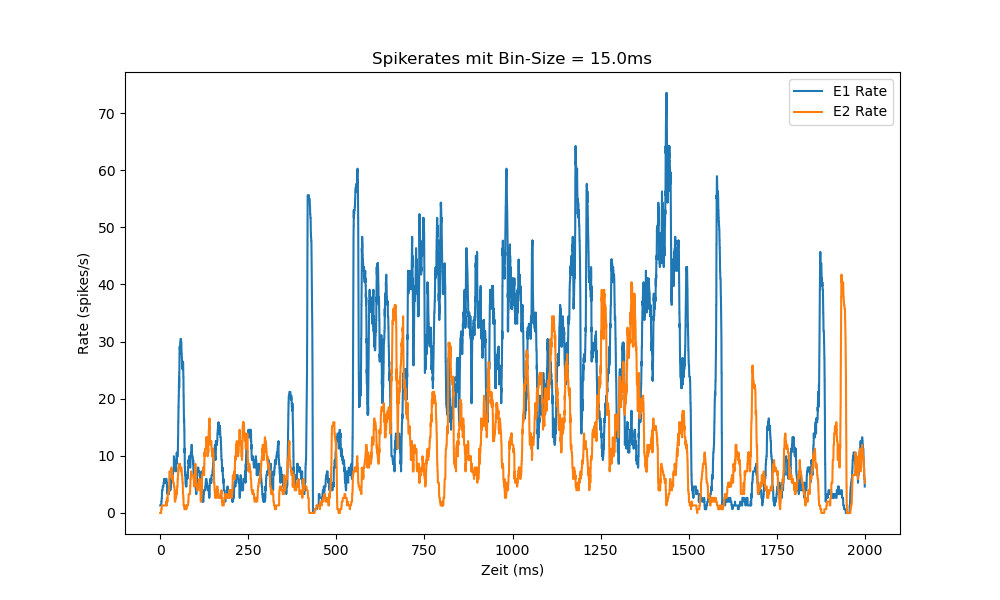 Spikerates mit Bin-Size = 15.0ms
E1 Rate
E2 Rate
Rate (spikes/s)
70
60
50
40
30
20
10
0
0 250 500 750 1000 1250 1500 1750 2000
Zeit (ms)